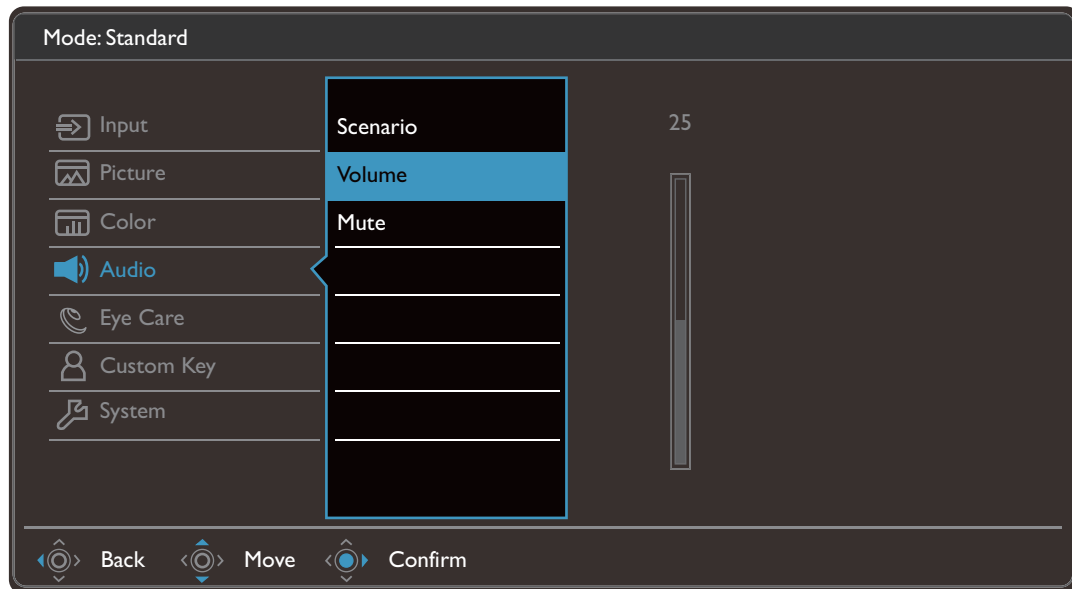 Mode: Standard
Input
Picture
Color
Audio
Eye Care
Custom Key
System
Scenario
Volume
Mute
25
Back Move Confirm